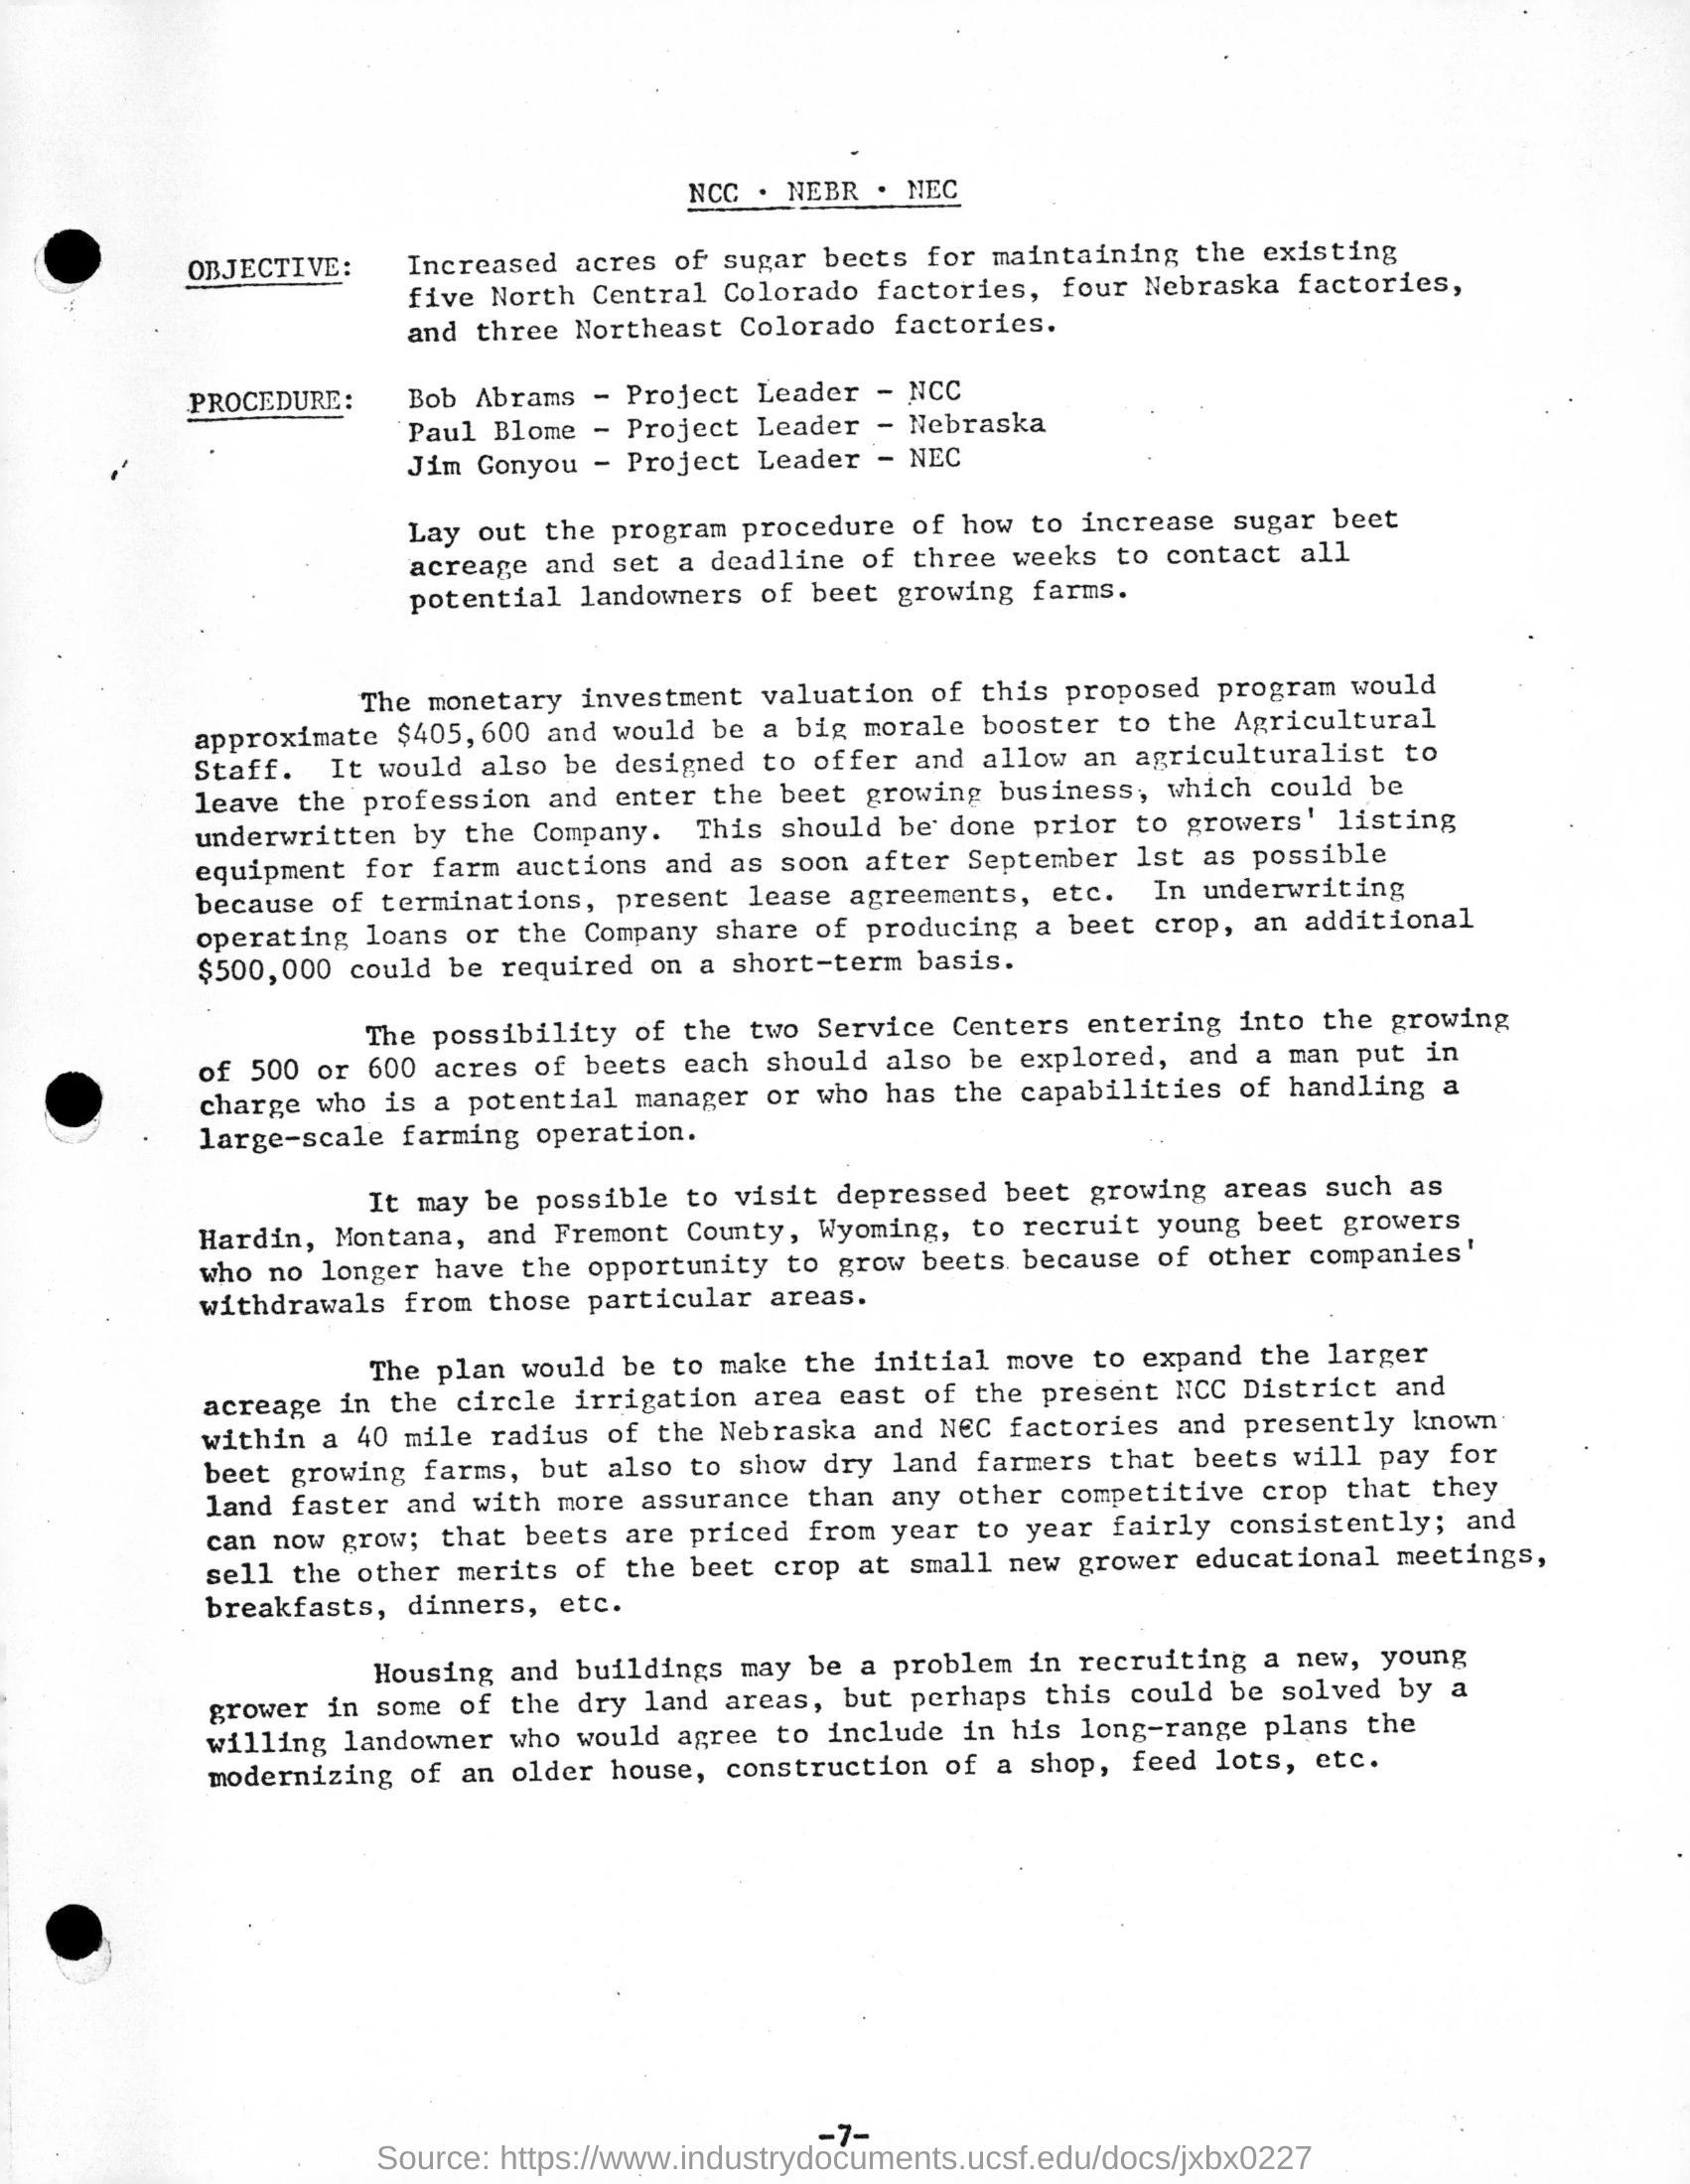 NCC · NEBR · NEC
OBJECTIVE: Increased acres of sugar beets for maintaining the existing
five North Central Colorado factories, four Nebraska factories,
and three Northeast Colorado factories.
PROCEDURE: Bob Abrams - Project Leader - NCC
Paul Blome - Project Leader - Nebraska
Jim Gonyou - Project Leader - NEC
Lay out the program procedure of how to increase sugar beet
acreage and set a deadline of three weeks to contact all
potential landowners of beet growing farms.
The monetary investment valuation of this proposed program would
approximate $405,600 and would be a big morale booster to the Agricultural
Staff. It would also be designed to offer and allow an agriculturalist to
leave the profession and enter the beet growing business, which could be
underwritten by the Company. This should be done prior to growers' listing
equipment for farm auctions and as soon after September 1st as possible
because of terminations, present lease agreements, etc. In underwriting
operating loans or the Company share of producing a beet crop, an additional
$500,000 could be required on a short-term basis.
The possibility of the two Service Centers entering into the growing
of 500 or 600 acres of beets each should also be explored, and a man put in
charge who is a potential manager or who has the capabilities of handling a
large-scale farming operation.
It may be possible to visit depressed beet growing areas such as
Hardin, Montana, and Fremont County, Wyoming, to recruit young beet growers
who no longer have the opportunity to grow beets because of other companies'
withdrawals from those particular areas.
The plan would be to make the initial move to expand the larger
acreage in the circle irrigation area east of the present NCC District and
within a 40 mile radius of the Nebraska and NEC factories and presently known
beet growing farms, but also to show dry land farmers that beets will pay for
land faster and with more assurance than any other competitive crop that they
can now grow; that beets are priced from year to year fairly consistently; and
sell the other merits of the beet crop at small new grower educational meetings,
breakfasts, dinners, etc.
Housing and buildings may be a problem in recruiting a new, young
grower in some of the dry land areas, but perhaps this could be solved by a
willing landowner who would agree to include in his long-range plans the
modernizing of an older house, construction of a shop, feed lots, etc.
-7-
Source: https://www.industrydocuments.ucsf.edu/docs/jxbx0227